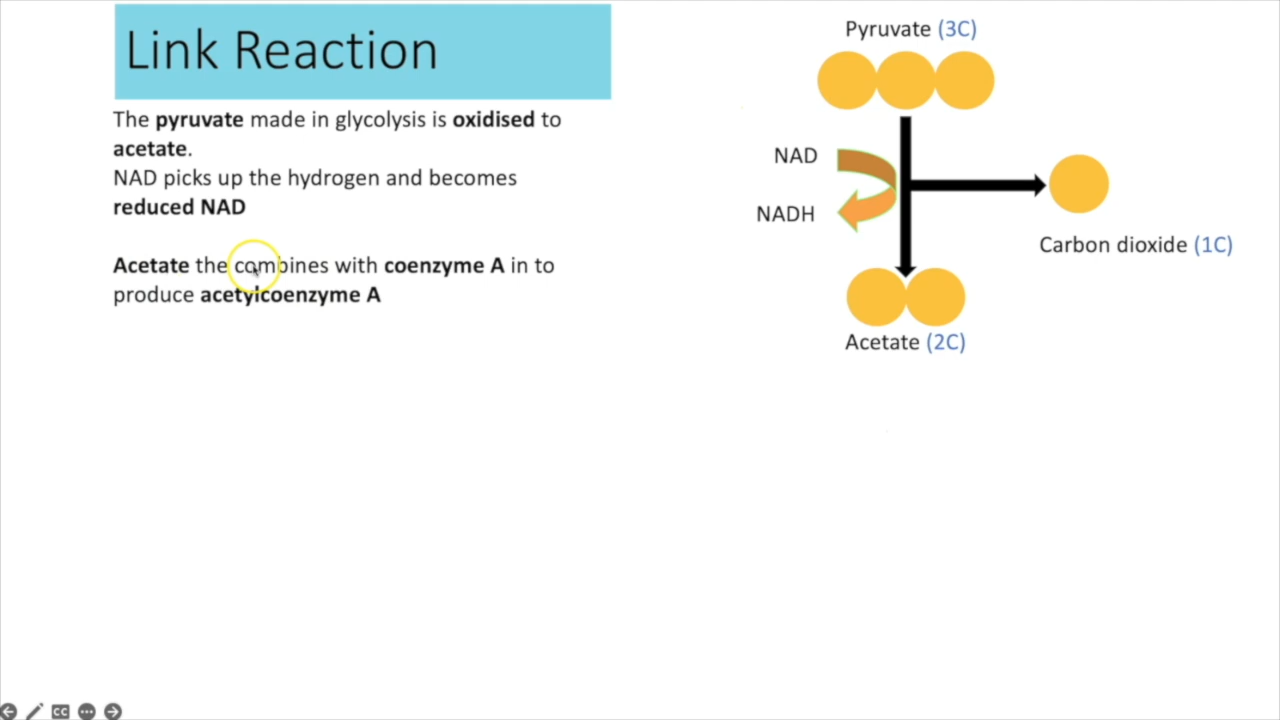 Link Reaction
The pyruvate made in glycolysis is oxidised to
acetate.
NAD picks up the hydrogen and becomes
reduced NAD
Acetate the combines with coenzyme A in to
produce acetylcoenzyme A
Pyruvate (3C)
NAD
NADH
Carbon dioxide (1C)
Acetate (2C)
CC